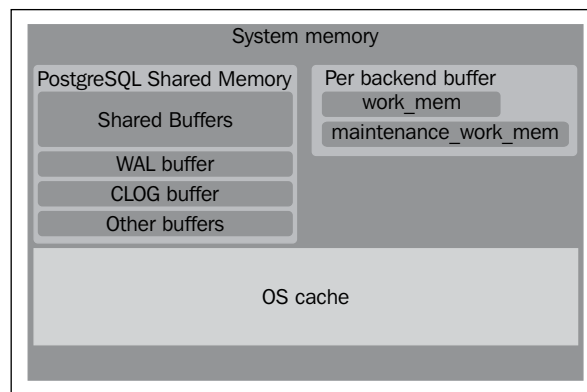 System memory
PostgreSQL Shared Memory
Shared Buffers
WAL buffer
CLOG buffer
Other buffers
Per backend buffer
work_mem
maintenance_work_mem
OS cache